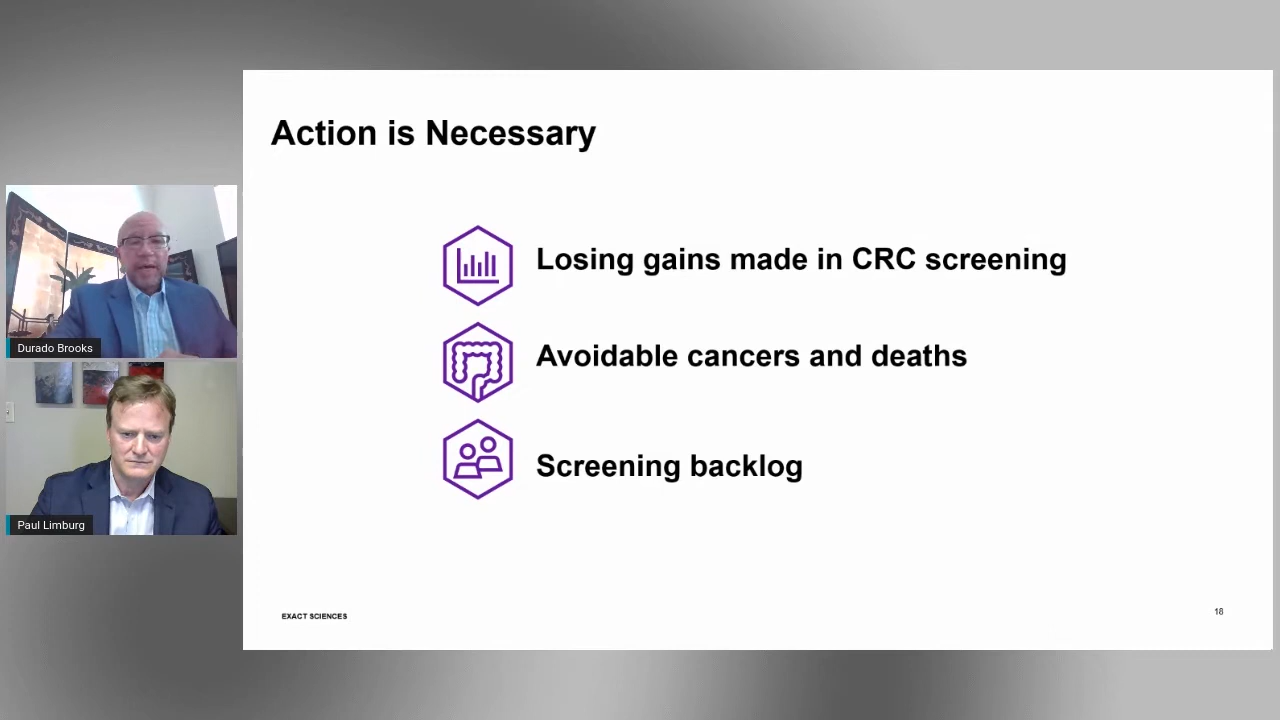 Action is Necessary
Losing gains made in CRC screening
Avoidable cancers and deaths
Screening backlog
Durado Brooks
Paul Limburg
EXACT SCIENCES
18